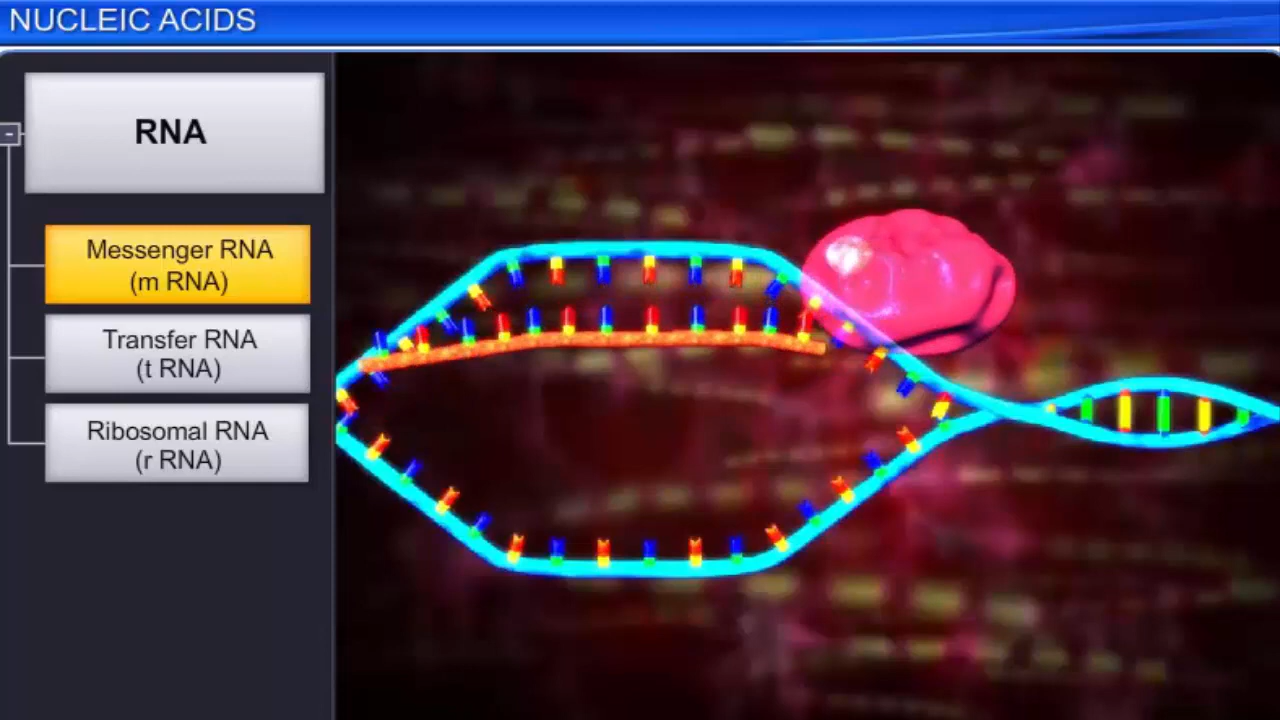 NUCLEIC ACIDS
RNA
Messenger RNA
(m RNA)
Transfer RNA
(t RNA)
Ribosomal RNA
(r RNA)